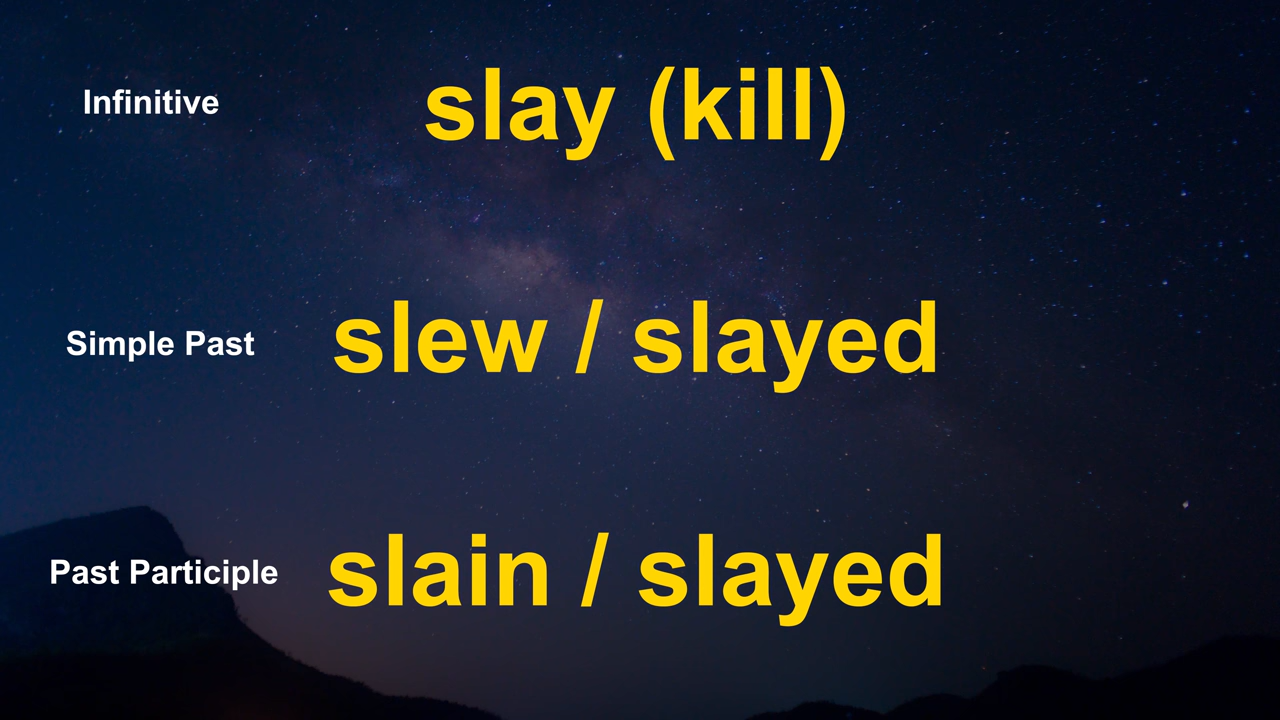 Infinitive slay (kill)
Simple Past slew / slayed
Past Participle slain / slayed